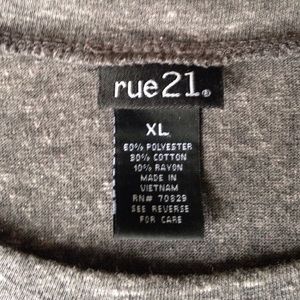 rue21®
XL
60% POLYESTER
30% COTTON
10% RAYON
MADE IN
VIETNAM
RN# 70829
SEE REVERSE
FOR CARE